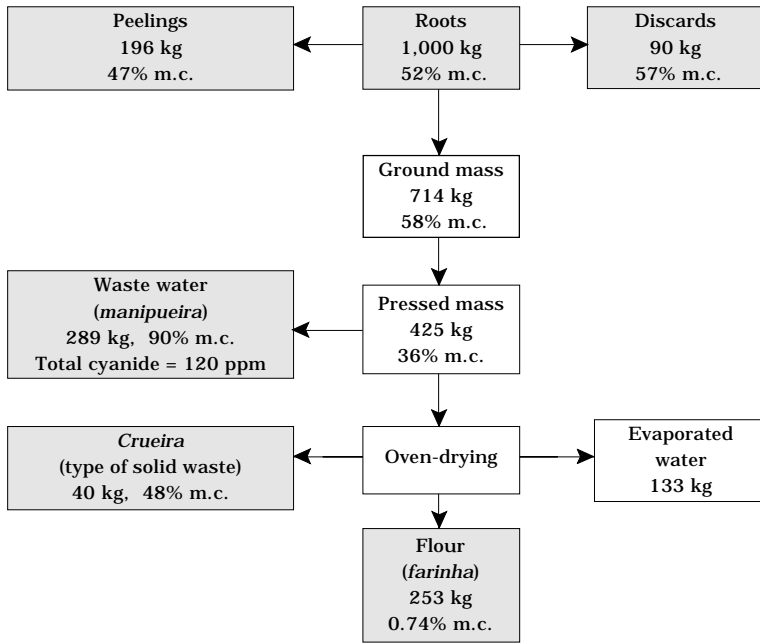 Peelings
196 kg
47% m.c.
Roots
1,000 kg
52% m.c.
Discards
90 kg
57% m.c.
Ground mass
714 kg
58% m.c.
Waste water
(manipueira)
289 kg, 90% m.c.
Total cyanide = 120 ppm
Pressed mass
425 kg
36% m.c.
Crueira
(type of solid waste)
40 kg, 48% m.c.
Oven-drying
Evaporated
water
133 kg
Flour
(farinha)
253 kg
0.74% m.c.